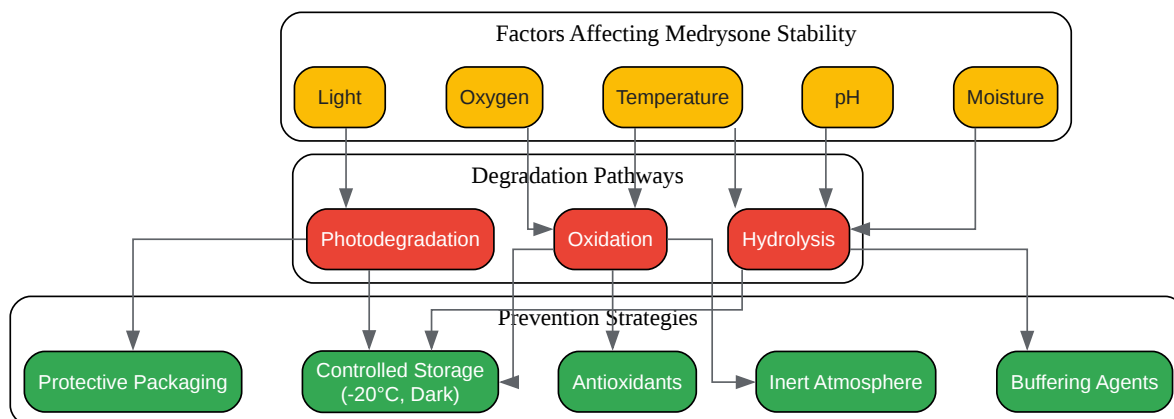 Factors Affecting Medrysone Stability
Light
Oxygen
Temperature
pH
Moisture
Degradation Pathways
Photodegradation
Oxidation
Hydrolysis
Prevention Strategies
Protective Packaging
Controlled Storage
(-20°C, Dark)
Antioxidants
Inert Atmosphere
Buffering Agents